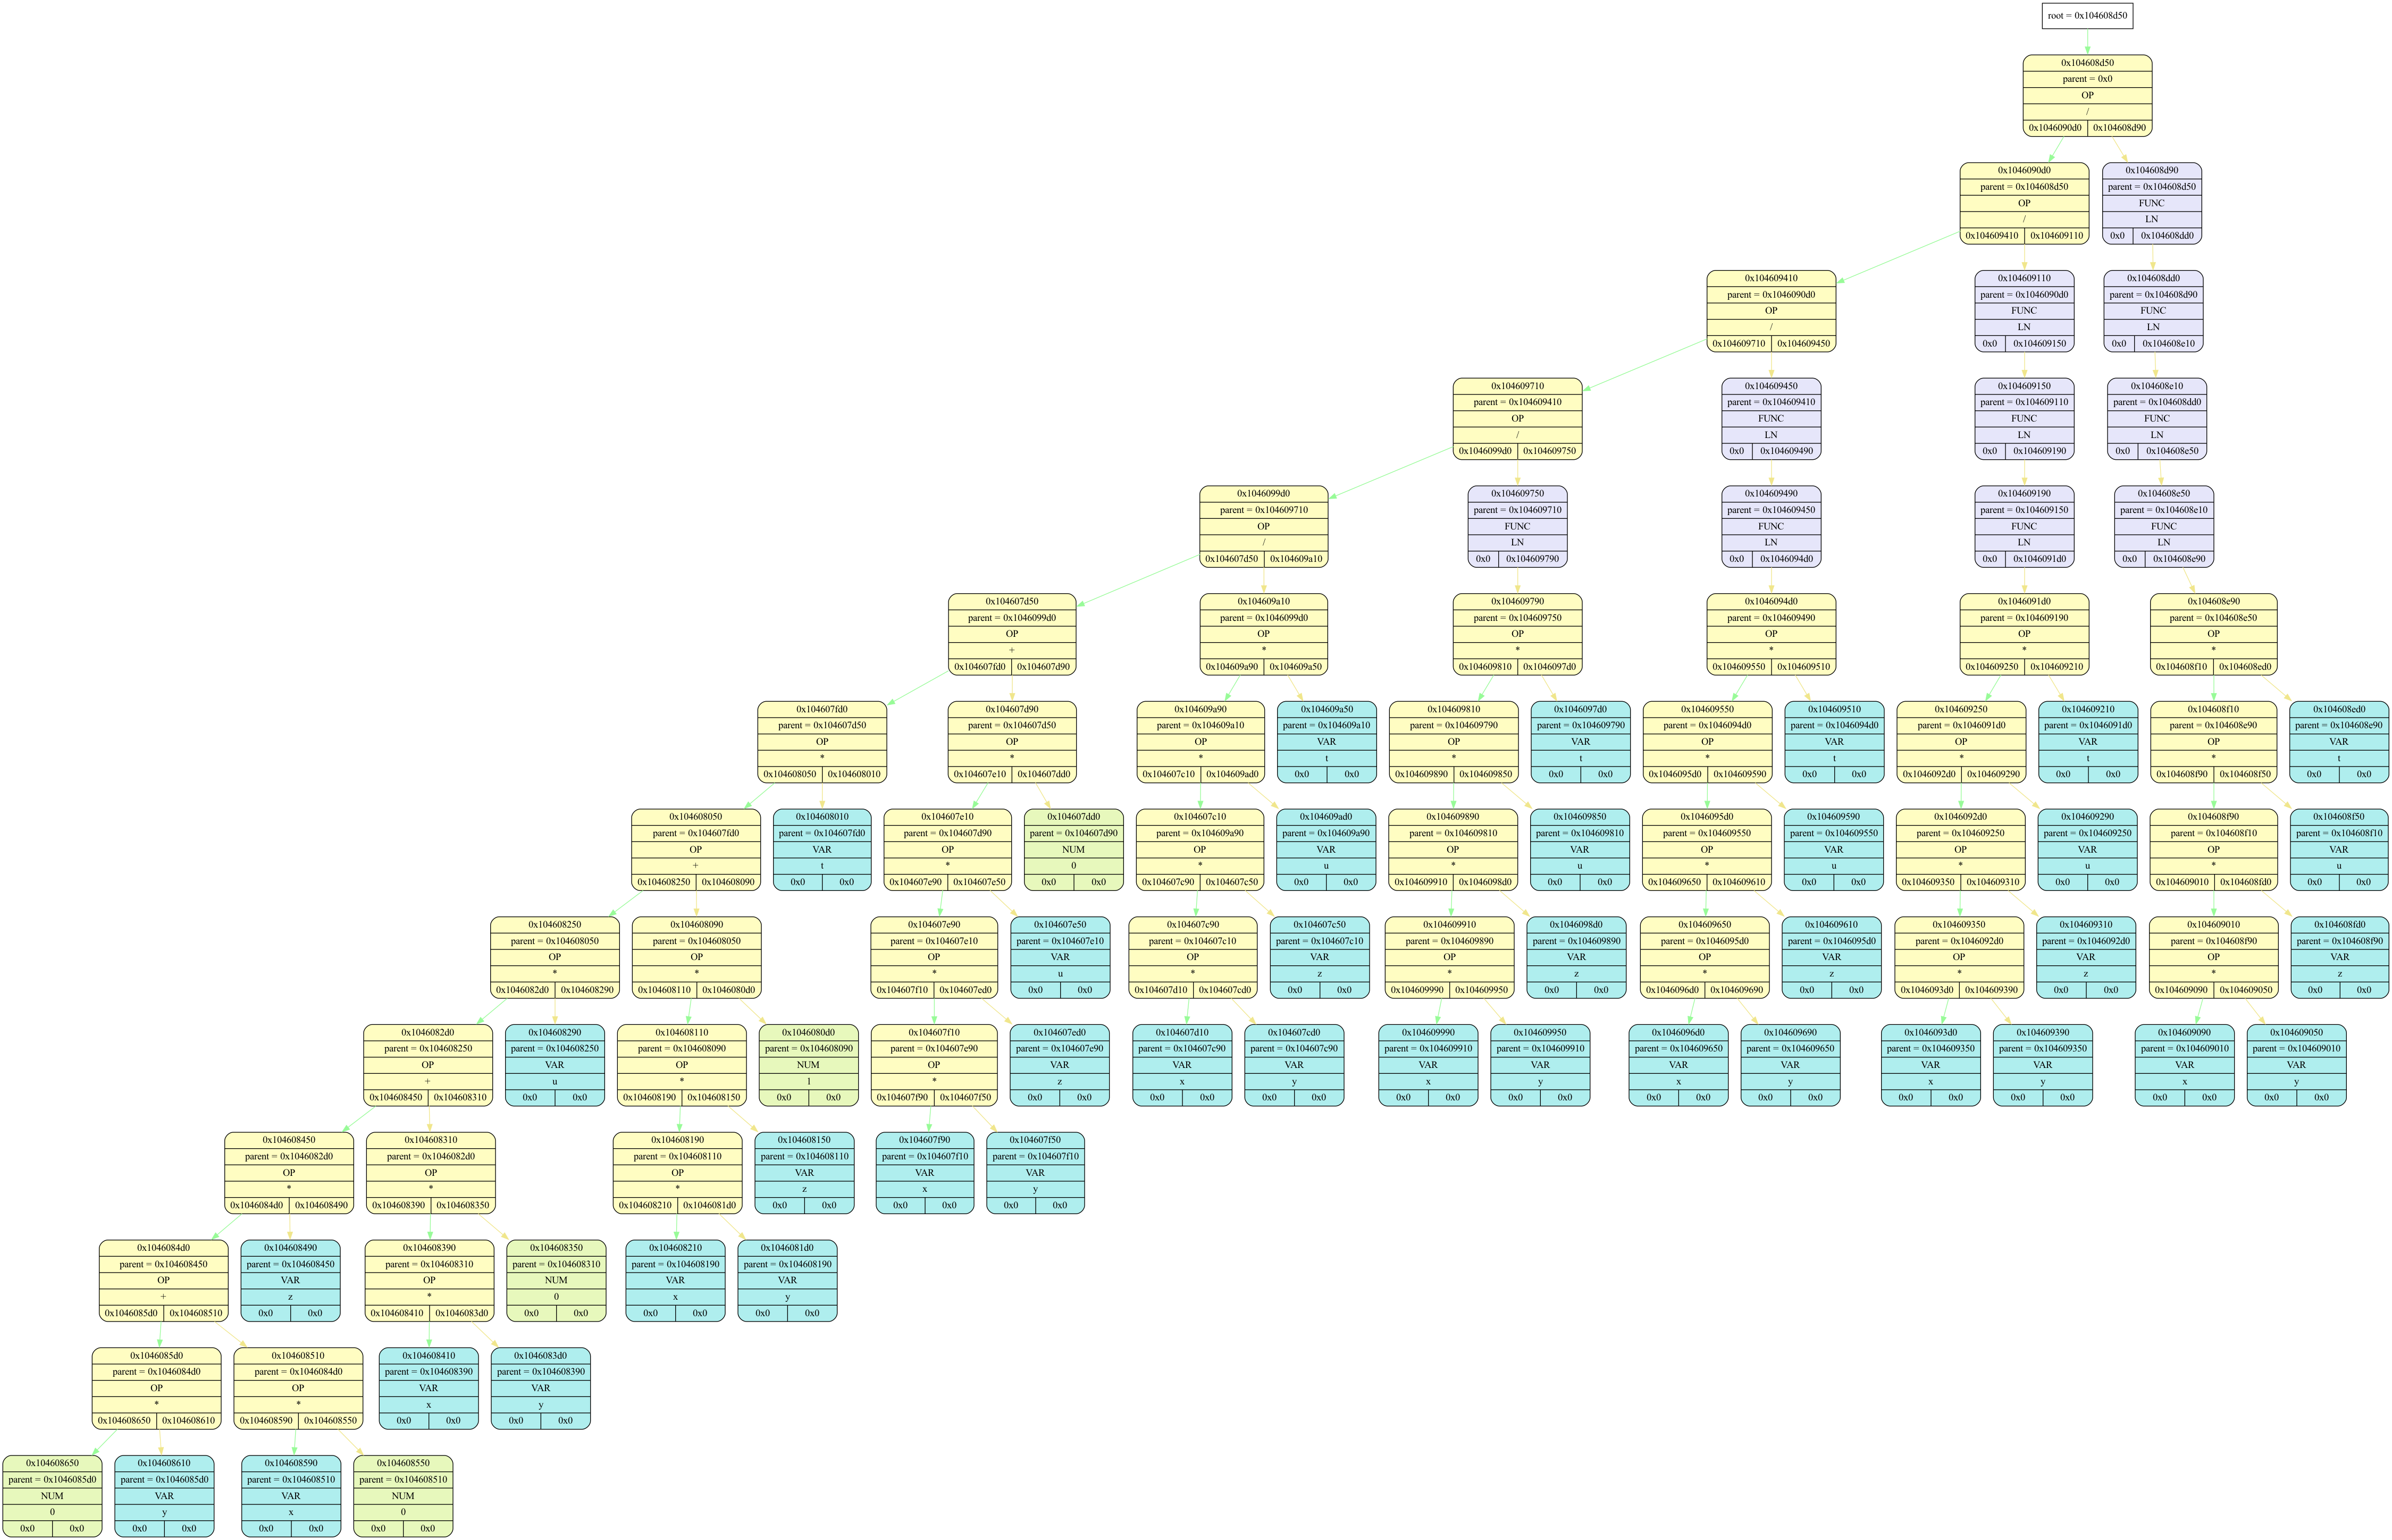 root = 0x104608d50
0x104608d50
parent = 0x0
OP
/
0x1046090d0 0x104608d90
0x1046090d0
parent = 0x104608d50
OP
/
0x104609410 0x104609110
0x104608d90
parent = 0x104608d50
FUNC
LN
0x0 0x104608dd0
0x104609410
parent = 0x1046090d0
OP
/
0x104609710 0x104609450
0x104609110
parent = 0x1046090d0
FUNC
LN
0x0 0x104609150
0x104608dd0
parent = 0x104608d90
FUNC
LN
0x0 0x104608e10
0x104609710
parent = 0x104609410
OP
/
0x1046099d0 0x104609750
0x104609450
parent = 0x104609410
FUNC
LN
0x0 0x104609490
0x104609150
parent = 0x104609110
FUNC
LN
0x0 0x104609190
0x104608e10
parent = 0x104608dd0
FUNC
LN
0x0 0x104608e50
0x1046099d0
parent = 0x104609710
OP
/
0x104607d50 0x104609a10
0x104609750
parent = 0x104609710
FUNC
LN
0x0 0x104609790
0x104609490
parent = 0x104609450
FUNC
LN
0x0 0x1046094d0
0x104609190
parent = 0x104609150
FUNC
LN
0x0 0x1046091d0
0x104608e50
parent = 0x104608e10
FUNC
LN
0x0 0x104608e90
0x104607d50
parent = 0x1046099d0
OP
+
0x104607fd0 0x104607d90
0x104609a10
parent = 0x1046099d0
OP
*
0x104609a90 0x104609a50
0x104609790
parent = 0x104609750
OP
*
0x104609810 0x1046097d0
0x1046094d0
parent = 0x104609490
OP
*
0x104609550 0x104609510
0x1046091d0
parent = 0x104609190
OP
*
0x104609250 0x104609210
0x104608e90
parent = 0x104608e50
OP
*
0x104608f10 0x104608ed0
0x104607fd0
parent = 0x104607d50
OP
*
0x104608050 0x104608010
0x104607d90
parent = 0x104607d50
OP
*
0x104607e10 0x104607dd0
0x104609a90
parent = 0x104609a10
OP
*
0x104607c10 0x104609ad0
0x104609a50
parent = 0x104609a10
VAR
t
0x0 0x0
0x104609810
parent = 0x104609790
OP
*
0x104609890 0x104609850
0x1046097d0
parent = 0x104609790
VAR
t
0x0 0x0
0x104609550
parent = 0x1046094d0
OP
*
0x1046095d0 0x104609590
0x104609510
parent = 0x1046094d0
VAR
t
0x0 0x0
0x104609250
parent = 0x1046091d0
OP
*
0x1046092d0 0x104609290
0x104609210
parent = 0x1046091d0
VAR
t
0x0 0x0
0x104608f10
parent = 0x104608e90
OP
*
0x104608f90 0x104608f50
0x104608ed0
parent = 0x104608e90
VAR
t
0x0 0x0
0x104608050
parent = 0x104607fd0
OP
+
0x104608250 0x104608090
0x104608010
parent = 0x104607fd0
VAR
t
0x0 0x0
0x104607e10
parent = 0x104607d90
OP
*
0x104607e90 0x104607e50
0x104607dd0
parent = 0x104607d90
NUM
0
0x0 0x0
0x104607c10
parent = 0x104609a90
OP
*
0x104607c90 0x104607c50
0x104609ad0
parent = 0x104609a90
VAR
u
0x0 0x0
0x104609890
parent = 0x104609810
OP
*
0x104609910 0x1046098d0
0x104609850
parent = 0x104609810
VAR
u
0x0 0x0
0x1046095d0
parent = 0x104609550
OP
*
0x104609650 0x104609610
0x104609590
parent = 0x104609550
VAR
u
0x0 0x0
0x1046092d0
parent = 0x104609250
OP
*
0x104609350 0x104609310
0x104609290
parent = 0x104609250
VAR
u
0x0 0x0
0x104608f90
parent = 0x104608f10
OP
*
0x104609010 0x104608fd0
0x104608f50
parent = 0x104608f10
VAR
u
0x0 0x0
0x104608250
parent = 0x104608050
OP
*
0x1046082d0 0x104608290
0x104608090
parent = 0x104608050
OP
*
0x104608110 0x1046080d0
0x104607e90
parent = 0x104607e10
OP
*
0x104607f10 0x104607ed0
0x104607e50
parent = 0x104607e10
VAR
u
0x0 0x0
0x104607c90
parent = 0x104607c10
OP
*
0x104607d10 0x104607cd0
0x104607c50
parent = 0x104607c10
VAR
z
0x0 0x0
0x104609910
parent = 0x104609890
OP
*
0x104609990 0x104609950
0x1046098d0
parent = 0x104609890
VAR
z
0x0 0x0
0x104609650
parent = 0x1046095d0
OP
*
0x1046096d0 0x104609690
0x104609610
parent = 0x1046095d0
VAR
z
0x0 0x0
0x104609350
parent = 0x1046092d0
OP
*
0x1046093d0 0x104609390
0x104609310
parent = 0x1046092d0
VAR
z
0x0 0x0
0x104609010
parent = 0x104608f90
OP
*
0x104609090 0x104609050
0x104608fd0
parent = 0x104608f90
VAR
z
0x0 0x0
0x1046082d0
parent = 0x104608250
OP
+
0x104608450 0x104608310
0x104608290
parent = 0x104608250
VAR
u
0x0 0x0
0x104608110
parent = 0x104608090
OP
*
0x104608190 0x104608150
0x1046080d0
parent = 0x104608090
NUM
1
0x0 0x0
0x104607f10
parent = 0x104607e90
OP
*
0x104607f90 0x104607f50
0x104607ed0
parent = 0x104607e90
VAR
z
0x0 0x0
0x104607d10
parent = 0x104607c90
VAR
x
0x0 0x0
0x104607cd0
parent = 0x104607c90
VAR
y
0x0 0x0
0x104609990
parent = 0x104609910
VAR
x
0x0 0x0
0x104609950
parent = 0x104609910
VAR
y
0x0 0x0
0x1046096d0
parent = 0x104609650
VAR
x
0x0 0x0
0x104609690
parent = 0x104609650
VAR
y
0x0 0x0
0x1046093d0
parent = 0x104609350
VAR
x
0x0 0x0
0x104609390
parent = 0x104609350
VAR
y
0x0 0x0
0x104609090
parent = 0x104609010
VAR
x
0x0 0x0
0x104609050
parent = 0x104609010
VAR
y
0x0 0x0
0x104608450
parent = 0x1046082d0
OP
*
0x1046084d0 0x104608490
0x104608310
parent = 0x1046082d0
OP
*
0x104608390 0x104608350
0x104608190
parent = 0x104608110
OP
*
0x104608210 0x1046081d0
0x104608150
parent = 0x104608110
VAR
z
0x0 0x0
0x104607f90
parent = 0x104607f10
VAR
x
0x0 0x0
0x104607f50
parent = 0x104607f10
VAR
y
0x0 0x0
0x1046084d0
parent = 0x104608450
OP
+
0x1046085d0 0x104608510
0x104608490
parent = 0x104608450
VAR
z
0x0 0x0
0x104608390
parent = 0x104608310
OP
*
0x104608410 0x1046083d0
0x104608350
parent = 0x104608310
NUM
0
0x0 0x0
0x104608210
parent = 0x104608190
VAR
x
0x0 0x0
0x1046081d0
parent = 0x104608190
VAR
y
0x0 0x0
0x1046085d0
parent = 0x1046084d0
OP
*
0x104608650 0x104608610
0x104608510
parent = 0x1046084d0
OP
*
0x104608590 0x104608550
0x104608410
parent = 0x104608390
VAR
x
0x0 0x0
0x1046083d0
parent = 0x104608390
VAR
y
0x0 0x0
0x104608650
parent = 0x1046085d0
NUM
0
0x0 0x0
0x104608610
parent = 0x1046085d0
VAR
y
0x0 0x0
0x104608590
parent = 0x104608510
VAR
x
0x0 0x0
0x104608550
parent = 0x104608510
NUM
0
0x0 0x0